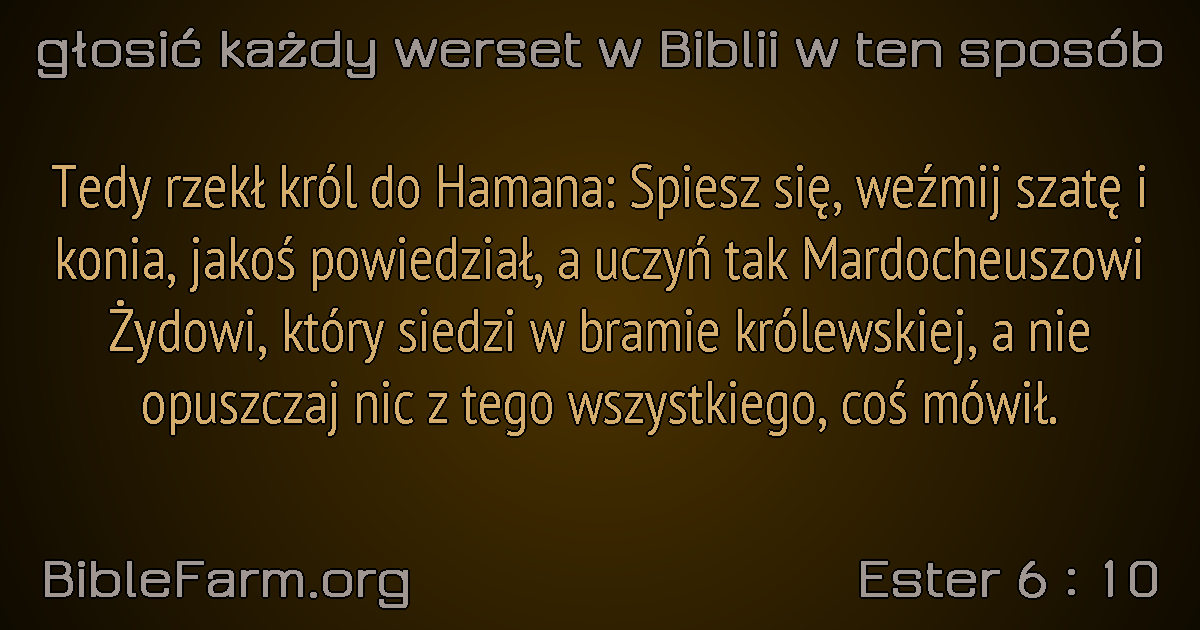 głosić każdy werset w Biblii w ten sposób
Tedy rzekł król do Hamana: Spiesz się, weźmij szatę i
konia, jakoś powiedział, a uczyń tak Mardocheuszowi
Żydowi, który siedzi w bramie królewskiej, a nie
opuszczaj nic z tego wszystkiego, coś mówił.
BibleFarm.org
Ester 6 : 10